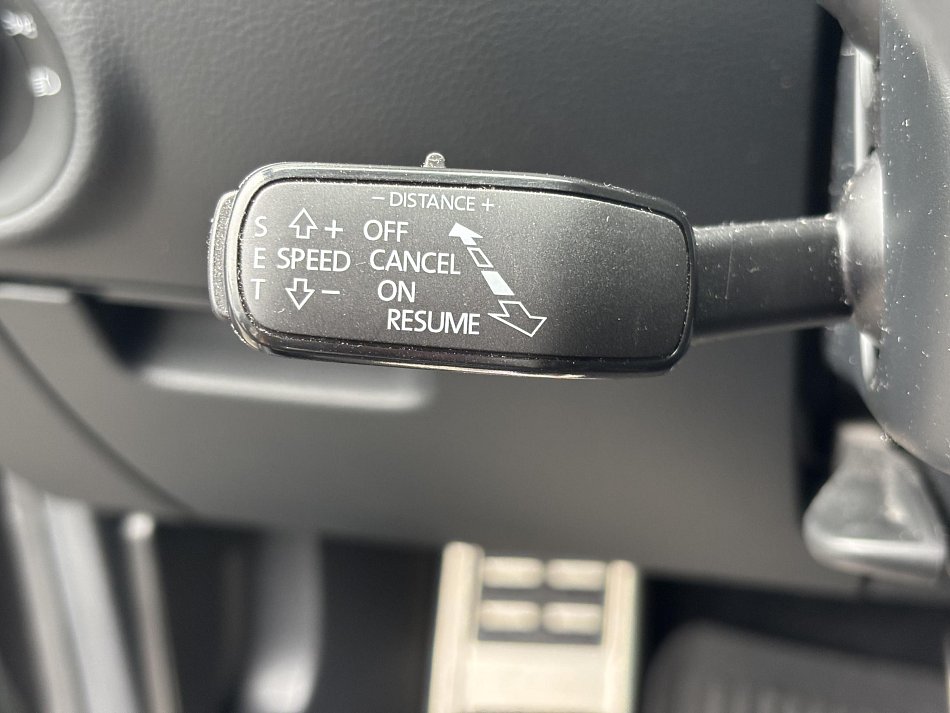 − DISTANCE +
S + OFF
E SPEED CANCEL
T − ON
RESUME